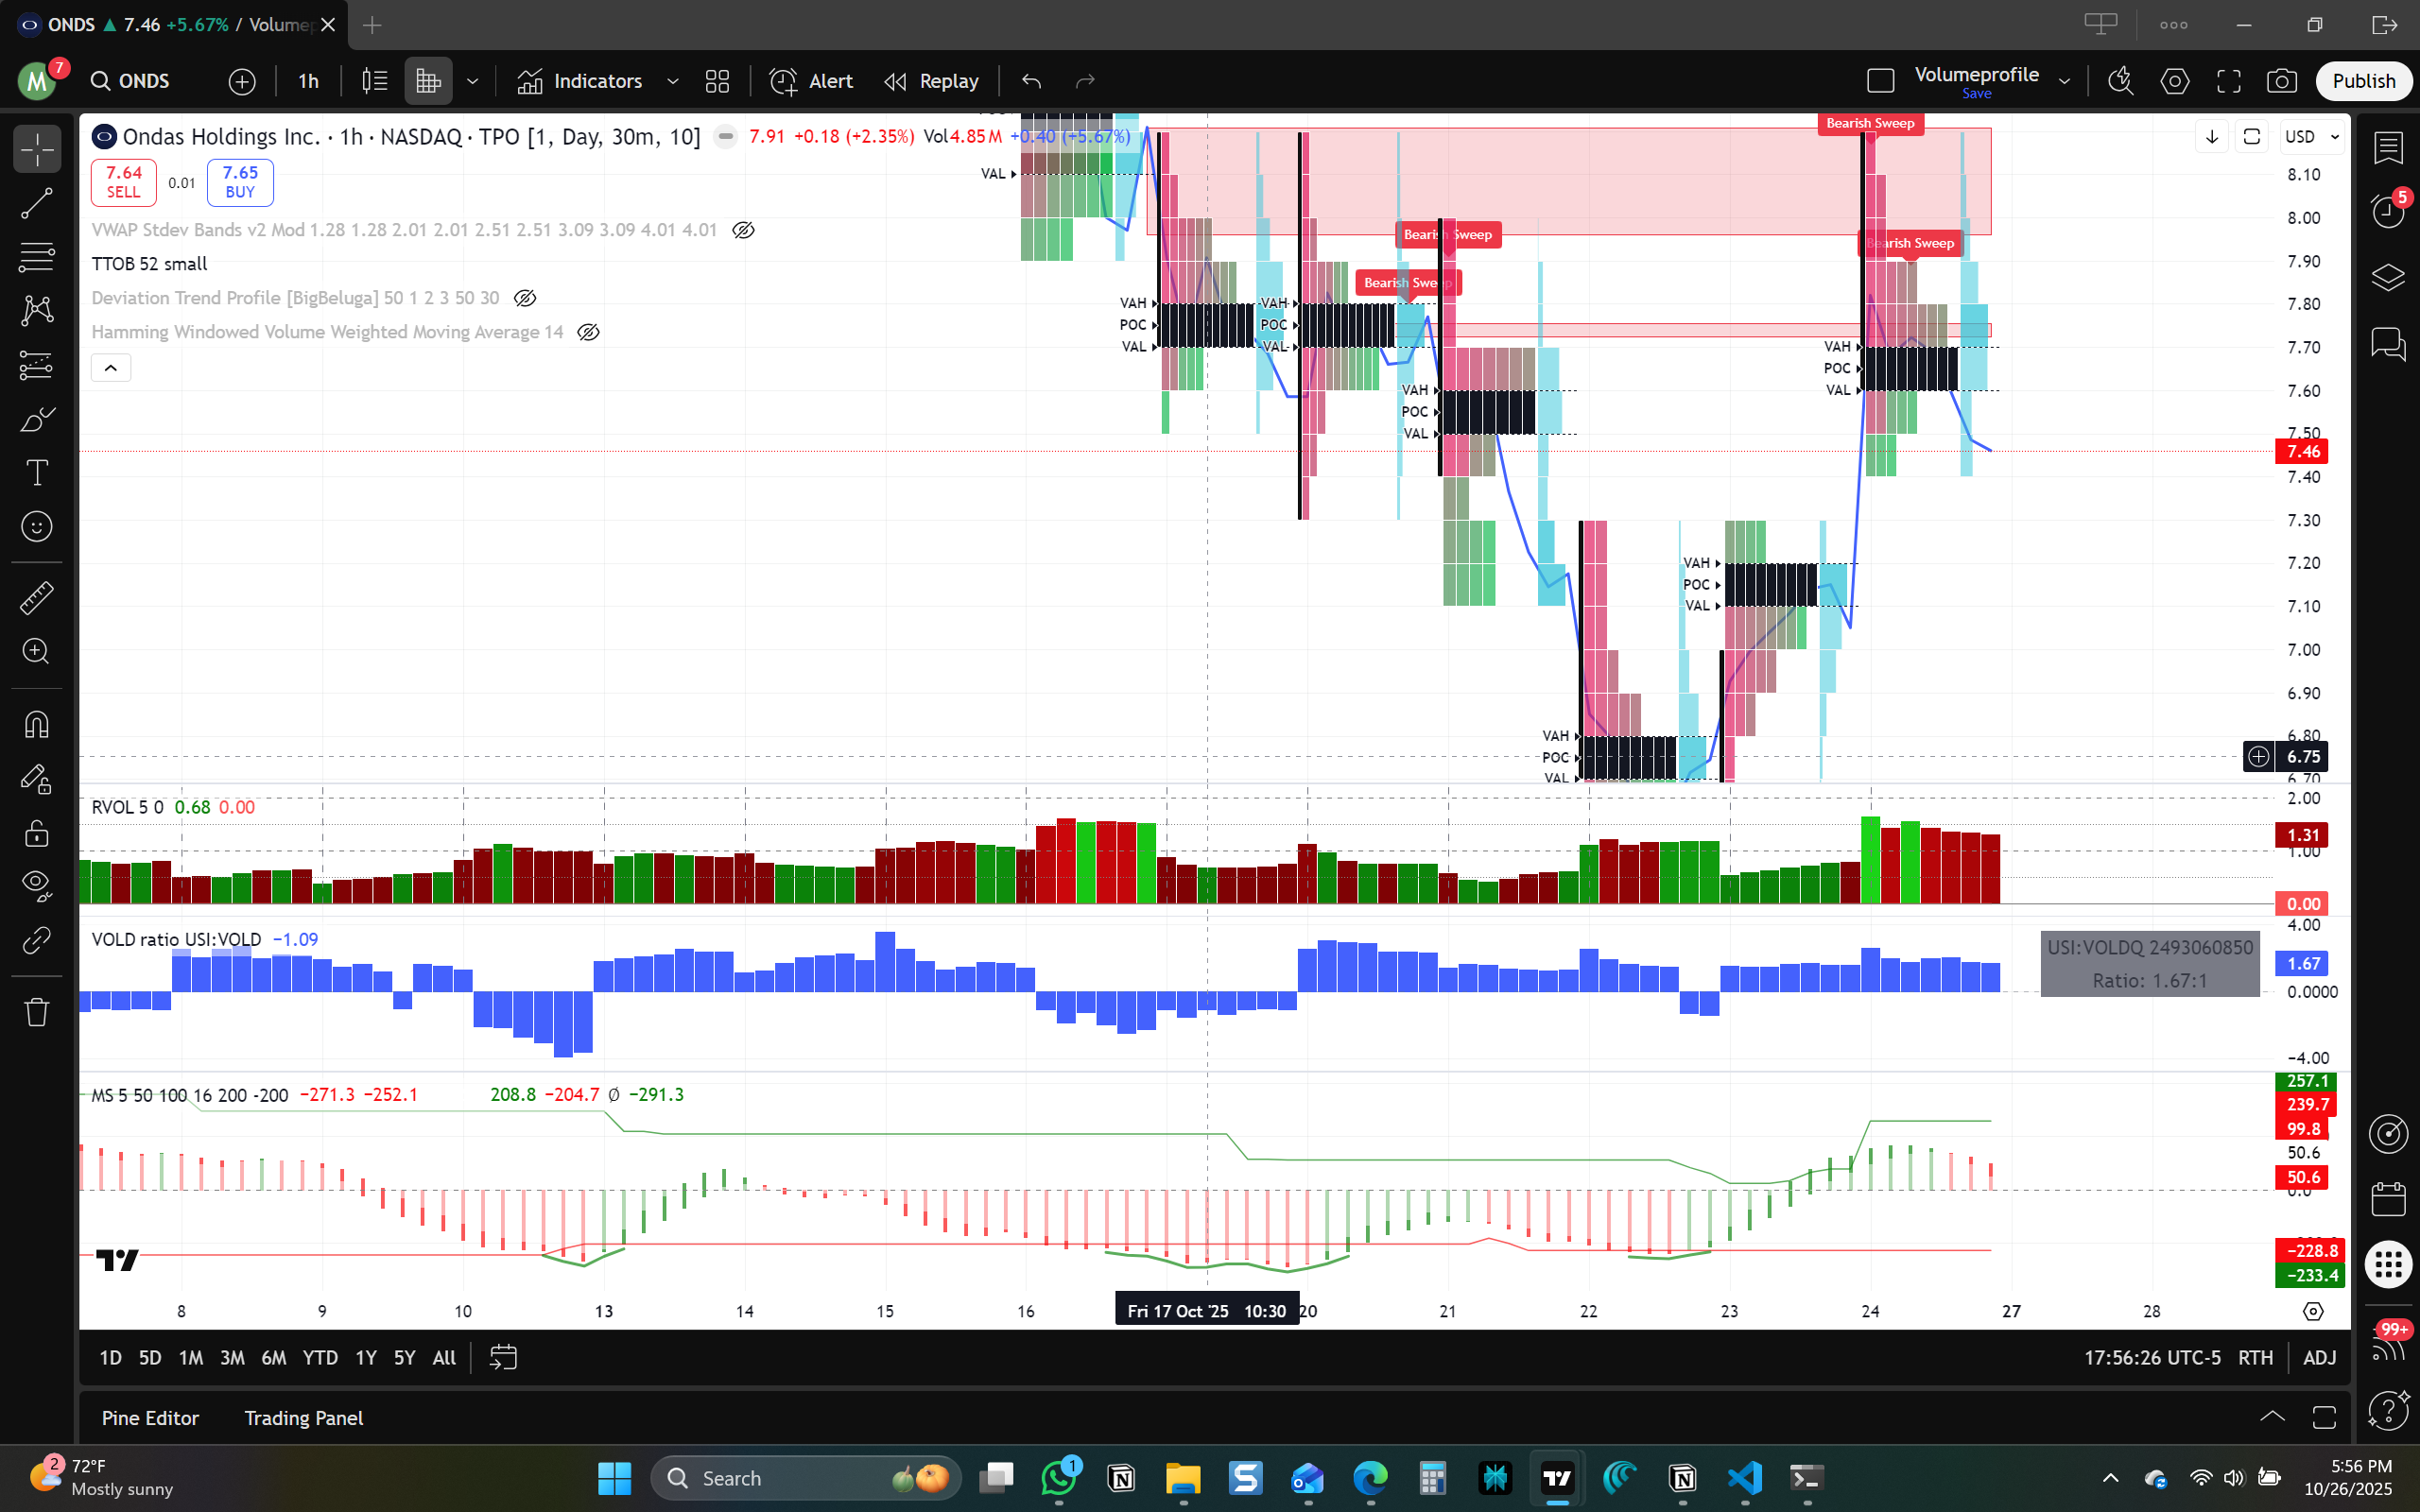 ONDS ▲ 7.46 +5.67% / Volumep
M 7 ONDS 1h Indicators Alert Replay Volumeprofile Save Publish
Ondas Holdings Inc. · 1h · NASDAQ · TPO [1, Day, 30m, 10] 7.91 +0.18 (+2.35%) Vol4.85 M +0.40 (+5.67%)
7.64 SELL 0.01 7.65 BUY
VWAP Stdev Bands v2 Mod 1.28 1.28 2.01 2.01 2.51 2.51 3.09 3.09 4.01 4.01
TTOB 52 small
Deviation Trend Profile [BigBeluga] 50 1 2 3 50 30
Hamming Windowed Volume Weighted Moving Average 14
VAL
VAH
POC
VAL
VAH
POC
VAL
VAH
POC
VAL
VAH
POC
VAL
VAH
POC
VAL
VAH
POC
VAL
Bearish Sweep
Bearish Sweep
Bearish Sweep
Bearish Sweep
USD
8.10
8.00
7.90
7.80
7.70
7.60
7.50
7.46
7.40
7.30
7.20
7.10
7.00
6.90
6.80
6.75
6.70
RVOL 5 0 0.68 0.00
2.00
1.31
1.00
0.00
VOLD ratio USI:VOLD −1.09
USI:VOLDQ 2493060850
Ratio: 1.67:1
4.00
1.67
0.0000
−4.00
MS 5 50 100 16 200 -200 −271.3 −252.1 208.8 −204.7 ∅ −291.3
257.1
239.7
99.8
50.6
50.6
0.0
−228.8
−233.4
8 9 10 13 14 15 16 Fri 17 Oct '25 10:30 20 21 22 23 24 27 28
1D 5D 1M 3M 6M YTD 1Y 5Y All 17:56:26 UTC-5 RTH ADJ
Pine Editor Trading Panel
5
99+
2 72°F
Mostly sunny
Search
1
5:56 PM
10/26/2025